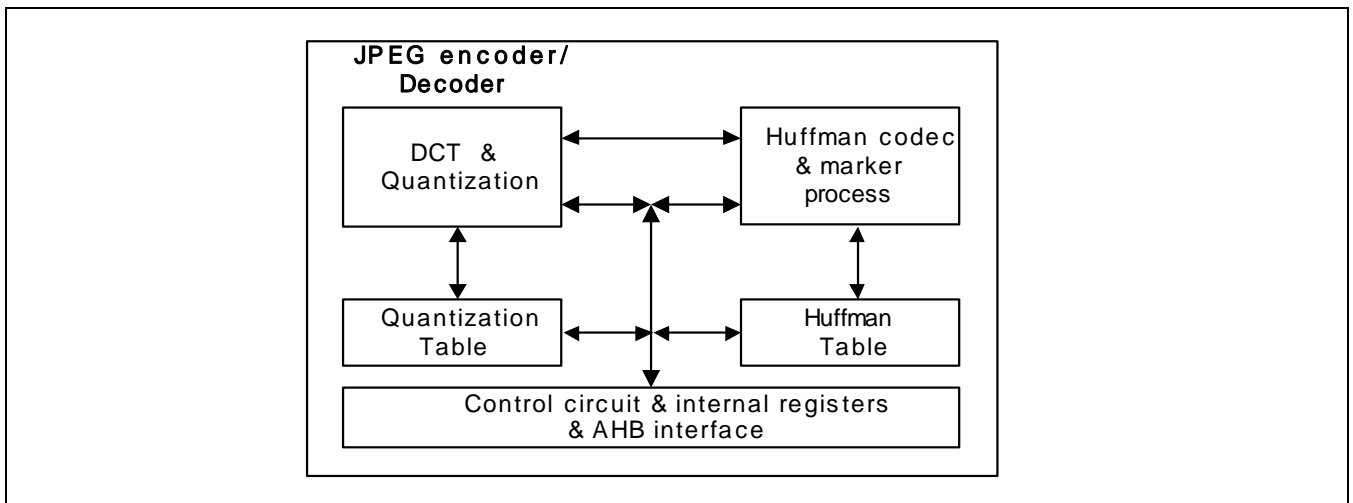 JPEG encoder/
Decoder
DCT &
Quantization
Huffman codec
& marker
process
Quantization
Table
Huffman
Table
Control circuit & internal registers
& AHB interface